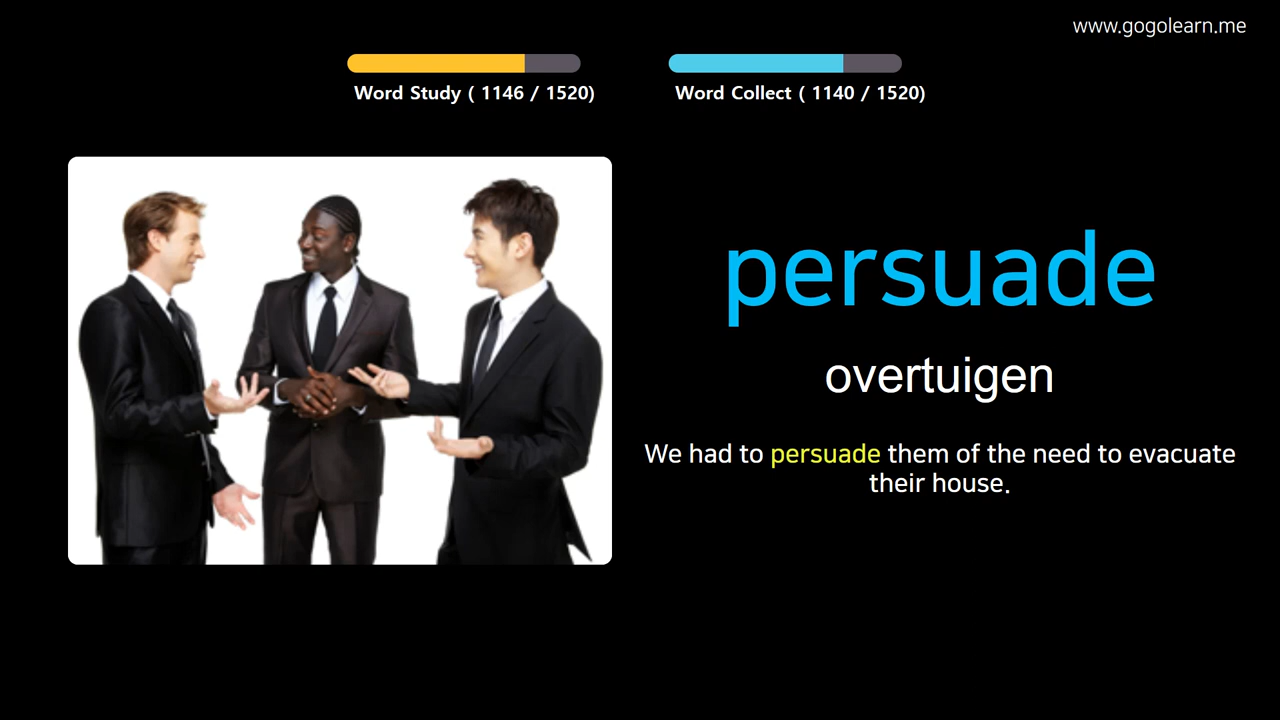 www.gogolearn.me
Word Study ( 1146 / 1520)
Word Collect ( 1140 / 1520)
persuade
overtuigen
We had to persuade them of the need to evacuate
their house.